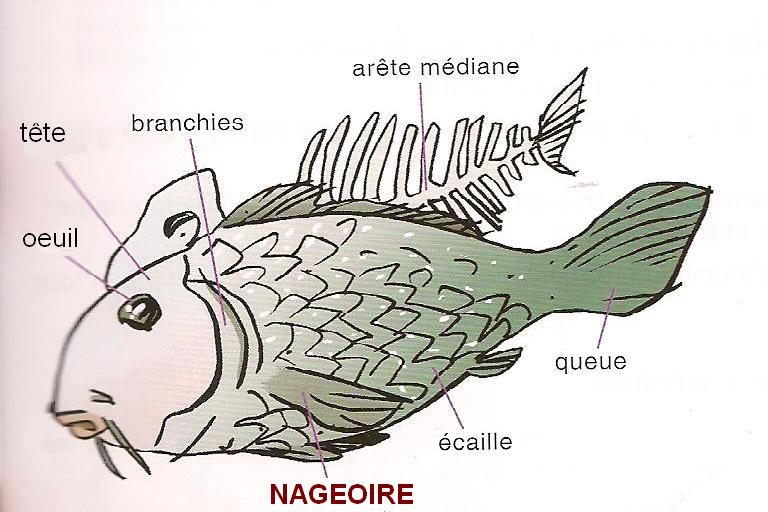 arête médiane
branchies
tête
oeuil
queue
écaille
NAGEOIRE